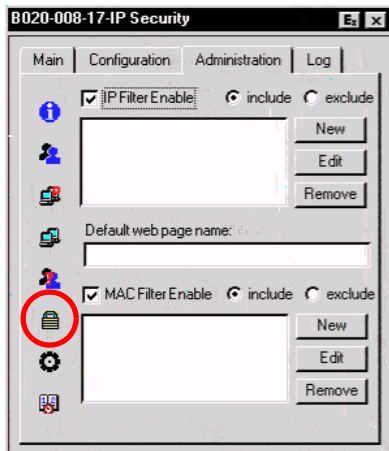 B020-008-17-IP Security
Main Configuration Administration Log
IP Filter Enable include exclude
New
Edit
Remove
Default web page name:
MAC Filter Enable include exclude
New
Edit
Remove